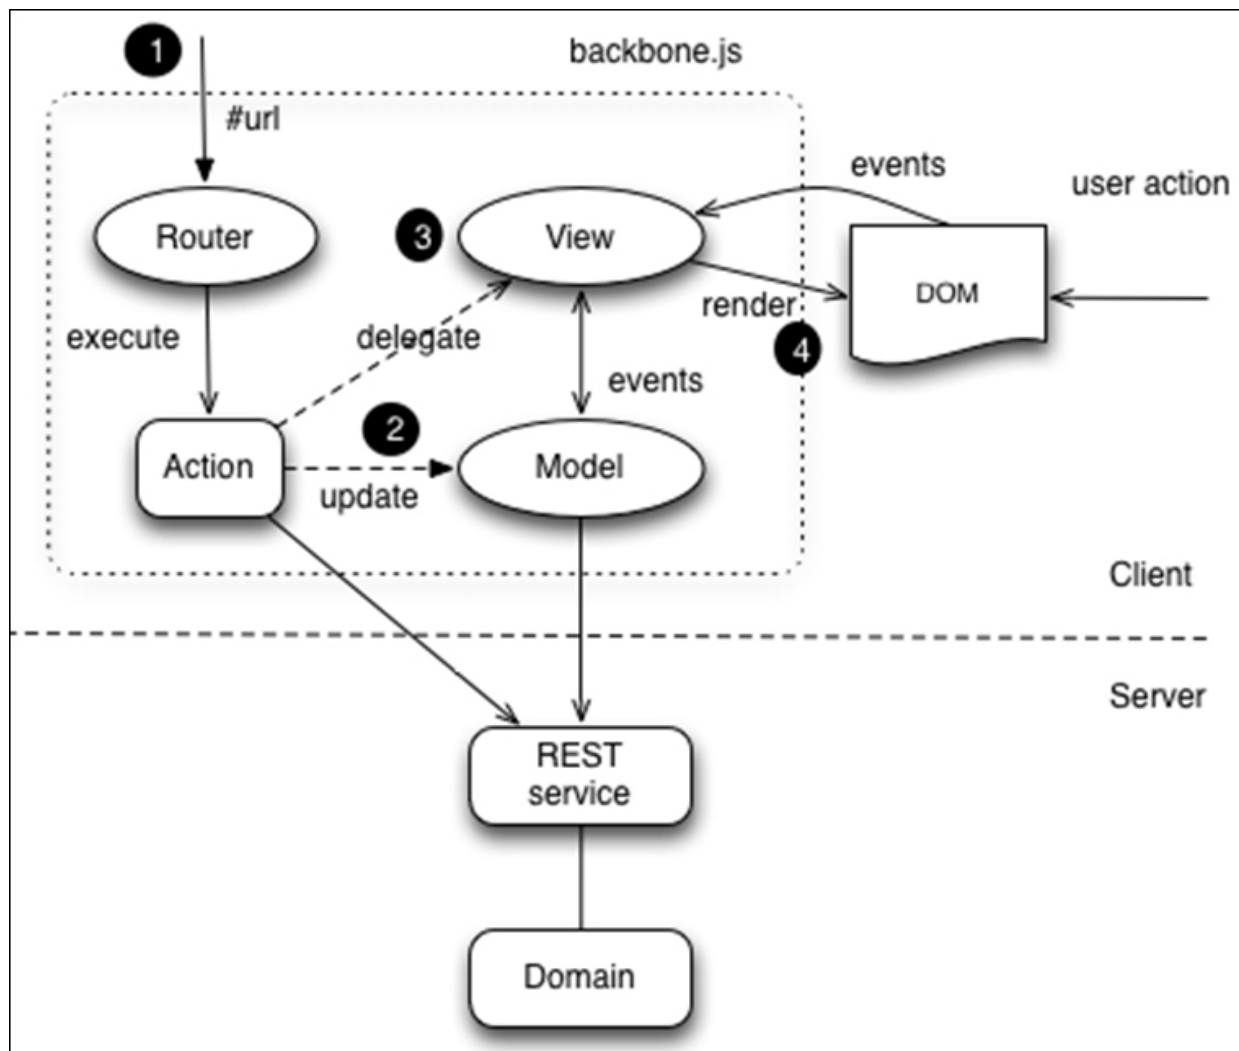 1
backbone.js
#url
events
user action
Router
3
View
DOM
render
execute
delegate
4
events
2
Action
Model
update
Client
Server
REST
service
Domain